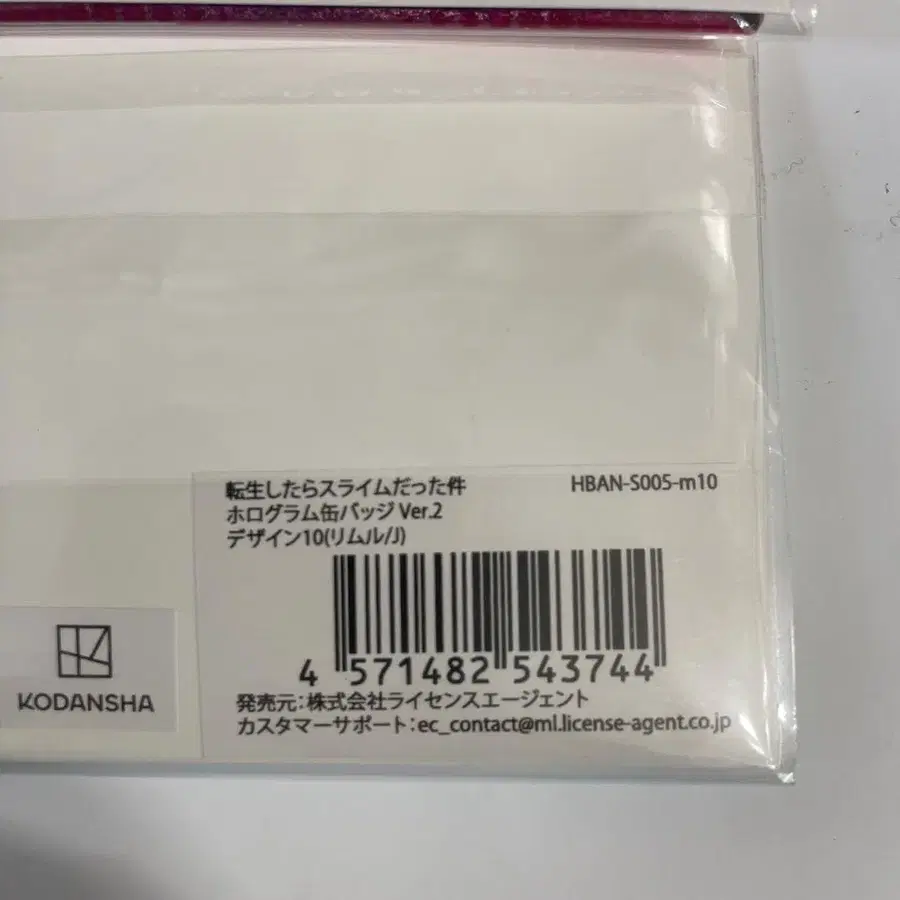 転生したらスライムだった件
HBAN-S005-m10
ホログラム缶バッジ Ver.2
デザイン10(リムル/J)
4 571482 543744
発売元：株式会社ライセンスエージェント
カスタマーサポート：ec_contact@ml.license-agent.co.jp
KODANSHA